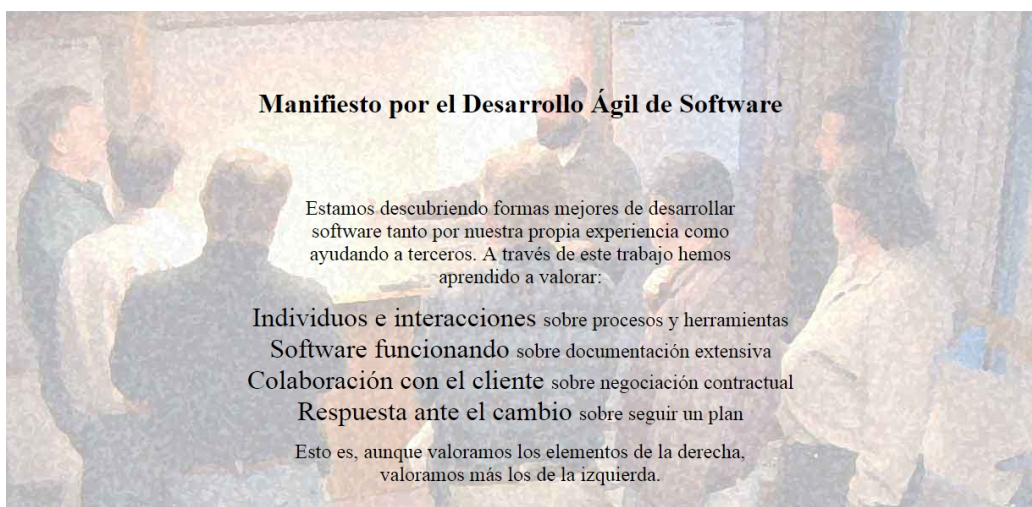 Manifiesto por el Desarrollo Ágil de Software
Estamos descubriendo formas mejores de desarrollar
software tanto por nuestra propia experiencia como
ayudando a terceros. A través de este trabajo hemos
aprendido a valorar:
Individuos e interacciones sobre procesos y herramientas
Software funcionando sobre documentación extensiva
Colaboración con el cliente sobre negociación contractual
Respuesta ante el cambio sobre seguir un plan
Esto es, aunque valoramos los elementos de la derecha,
valoramos más los de la izquierda.